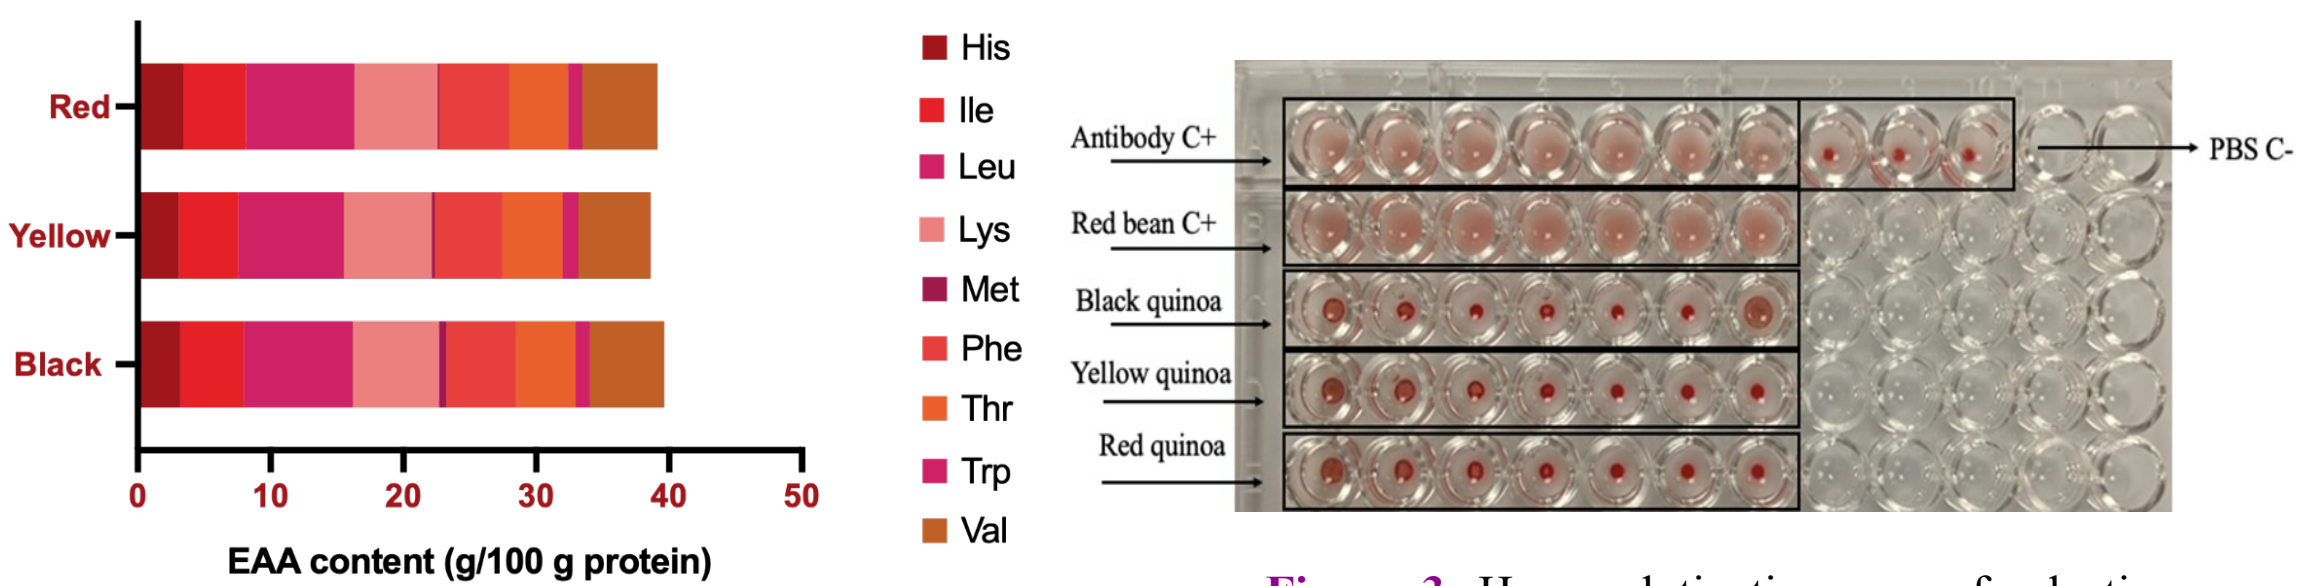 Red
Yellow
Black
0 10 20 30 40 50
EAA content (g/100 g protein)
His
Ile
Leu
Lys
Met
Phe
Thr
Trp
Val
Antibody C+
Red bean C+
Black quinoa
Yellow quinoa
Red quinoa
PBS C-